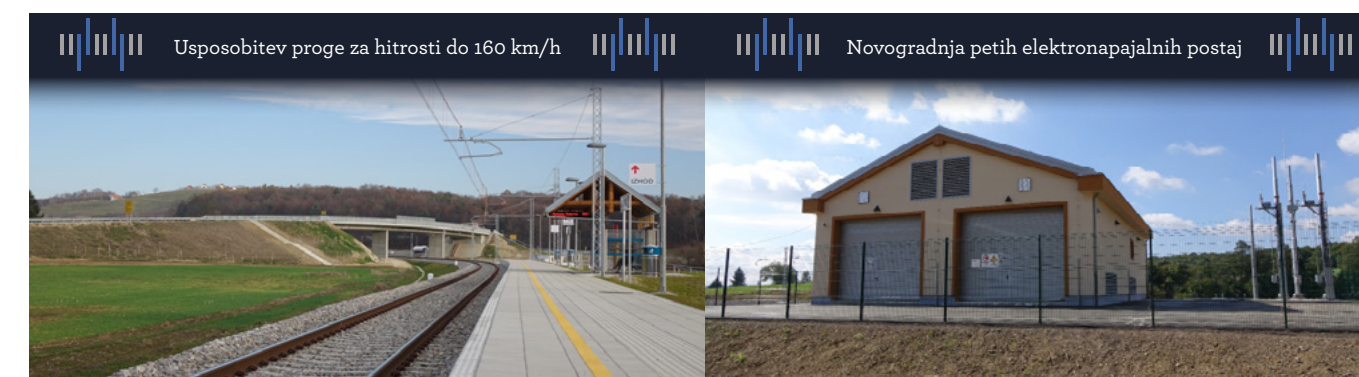 Usposobitev proge za hitrosti do 160 km/h
Novogradnja petih elektronapajalnih postaj
IZHOD